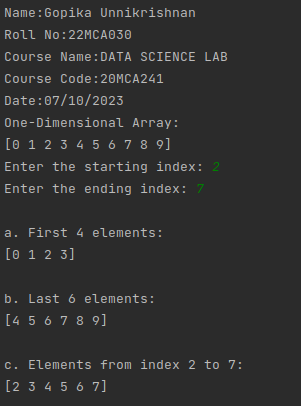 Name:Gopika Unnikrishnan
Roll No:22MCA030
Course Name:DATA SCIENCE LAB
Course Code:20MCA241
Date:07/10/2023
One-Dimensional Array:
[0 1 2 3 4 5 6 7 8 9]
Enter the starting index: 2
Enter the ending index: 7

a. First 4 elements:
[0 1 2 3]

b. Last 6 elements:
[4 5 6 7 8 9]

c. Elements from index 2 to 7:
[2 3 4 5 6 7]